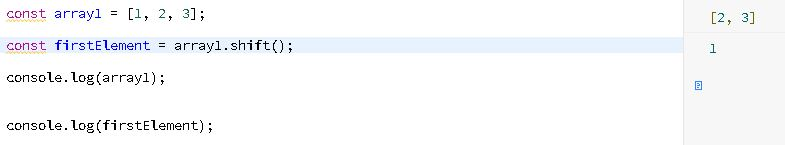 const array1 = [1, 2, 3];
const firstElement = array1.shift();
console.log(array1);
console.log(firstElement);
[2, 3]
1